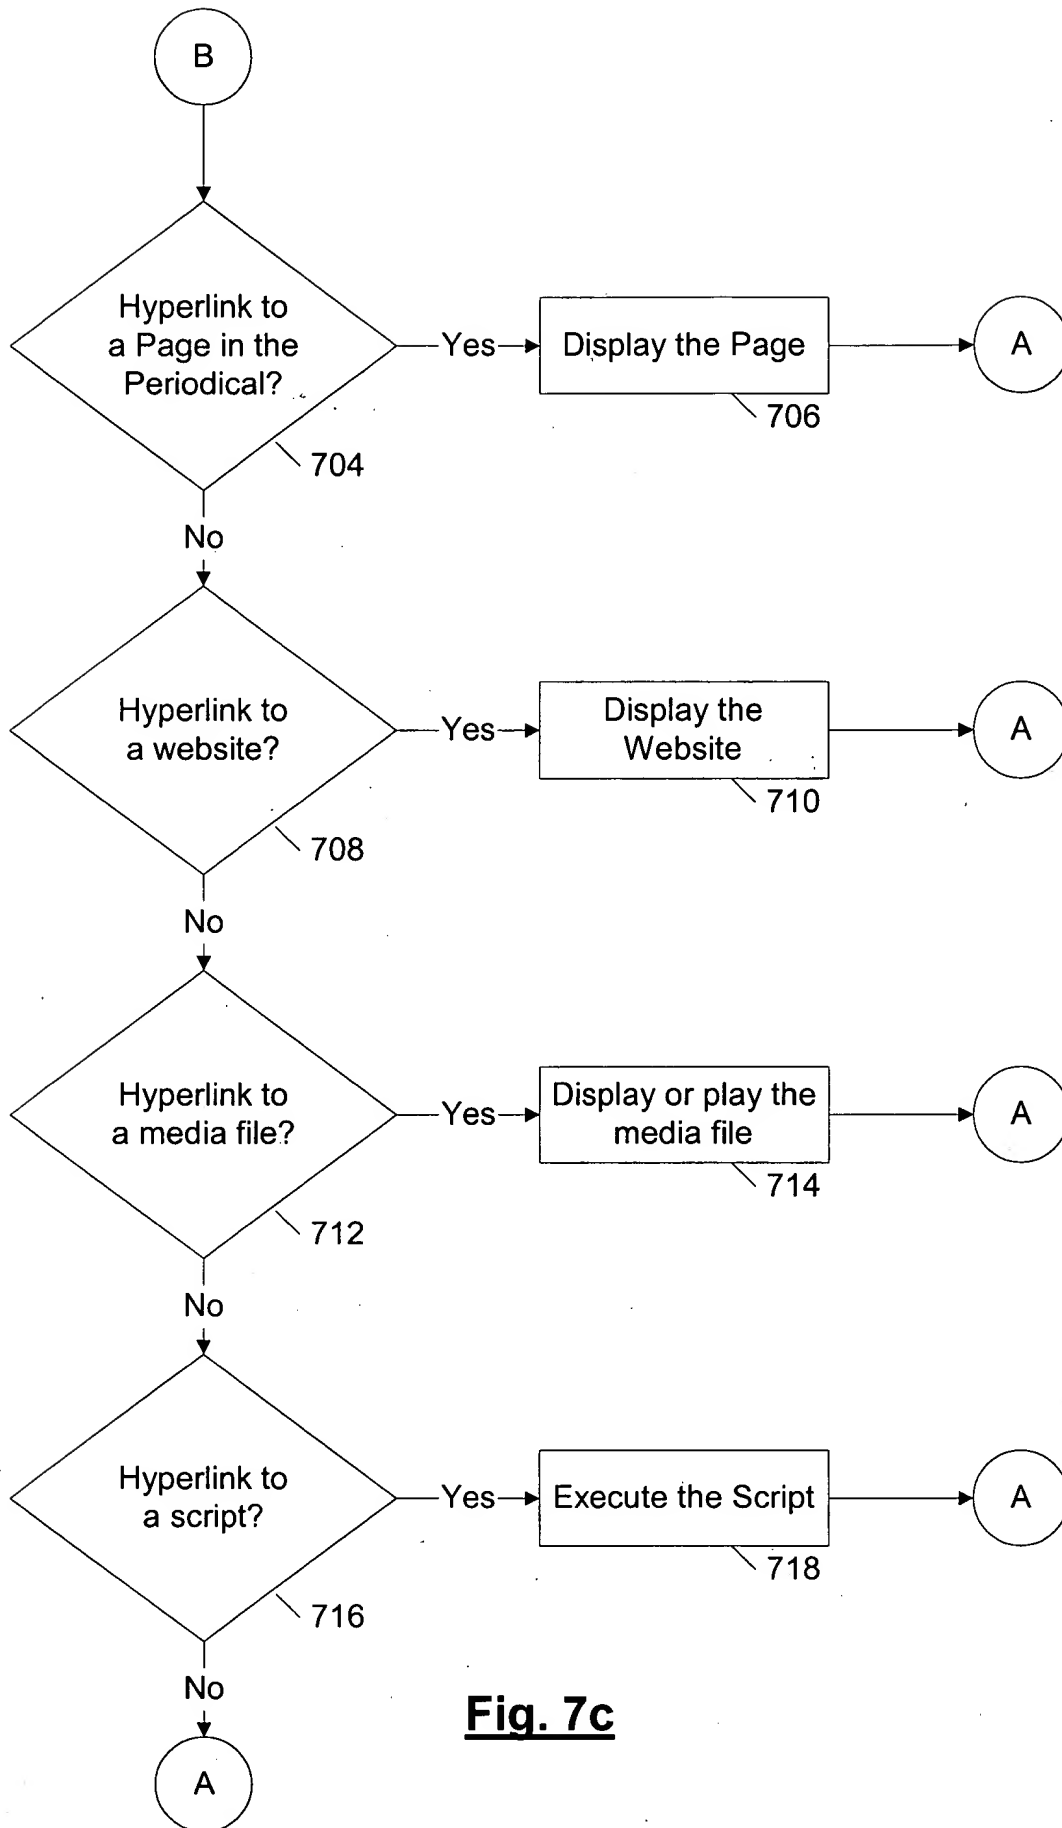 B
Hyperlink to
a Page in the
Periodical?
Yes
Display the Page
A
706
704
No
Hyperlink to
a website?
Yes
Display the
Website
A
710
708
No
Hyperlink to
a media file?
Yes
Display or play the
media file
A
714
712
No
Hyperlink to
a script?
Yes
Execute the Script
A
718
716
No
Fig. 7c
A